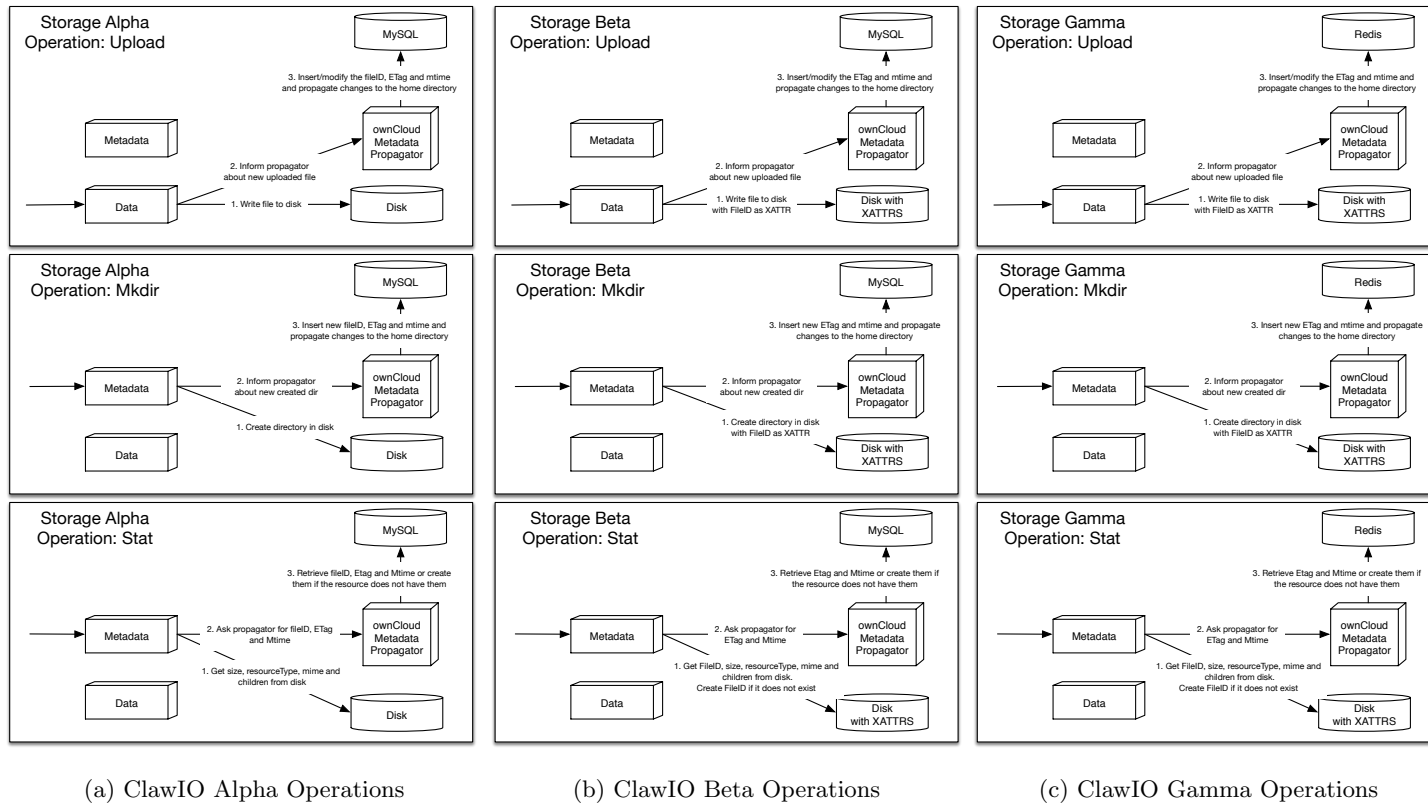 Storage Alpha
Operation: Upload
MySQL
3. Insert/modify the fileID, ETag and mtime
and propagate changes to the home directory
Metadata
ownCloud
Metadata
Propagator
2. Inform propagator
about new uploaded file
Data
1. Write file to disk
Disk
Storage Beta
Operation: Upload
MySQL
3. Insert/modify the ETag and mtime and
propagate changes to the home directory
Metadata
ownCloud
Metadata
Propagator
2. Inform propagator
about new uploaded file
Data
1. Write file to disk
with FileID as XATTR
Disk with
XATTRS
Storage Gamma
Operation: Upload
Redis
3. Insert/modify the ETag and mtime and
propagate changes to the home directory
Metadata
ownCloud
Metadata
Propagator
2. Inform propagator
about new uploaded file
Data
1. Write file to disk
with FileID as XATTR
Disk with
XATTRS
Storage Alpha
Operation: Mkdir
MySQL
3. Insert new fileID, ETag and mtime and
propagate changes to the home directory
Metadata
2. Inform propagator
about new created dir
ownCloud
Metadata
Propagator
1. Create directory in disk
Data
Disk
Storage Beta
Operation: Mkdir
MySQL
3. Insert new ETag and mtime and propagate
changes to the home directory
Metadata
2. Inform propagator
about new created dir
ownCloud
Metadata
Propagator
1. Create directory in disk
with FileID as XATTR
Data
Disk with
XATTRS
Storage Gamma
Operation: Mkdir
Redis
3. Insert new ETag and mtime and propagate
changes to the home directory
Metadata
2. Inform propagator
about new created dir
ownCloud
Metadata
Propagator
1. Create directory in disk
with FileID as XATTR
Data
Disk with
XATTRS
Storage Alpha
Operation: Stat
MySQL
3. Retrieve fileID, Etag and Mtime or create
them if the resource does not have them
Metadata
2. Ask propagator for fileID, ETag
and Mtime
ownCloud
Metadata
Propagator
1. Get size, resourceType, mime and
children from disk
Data
Disk
Storage Beta
Operation: Stat
MySQL
3. Retrieve Etag and Mtime or create them if
the resource does not have them
Metadata
2. Ask propagator for
ETag and Mtime
ownCloud
Metadata
Propagator
1. Get FileID, size, resourceType, mime and
children from disk.
Create FileID if it does not exist
Data
Disk
with XATTRS
Storage Gamma
Operation: Stat
Redis
3. Retrieve Etag and Mtime or create them if
the resource does not have them
Metadata
2. Ask propagator for
ETag and Mtime
ownCloud
Metadata
Propagator
1. Get FileID, size, resourceType, mime and
children from disk.
Create FileID if it does not exist
Data
Disk
with XATTRS
(a) ClawIO Alpha Operations
(b) ClawIO Beta Operations
(c) ClawIO Gamma Operations